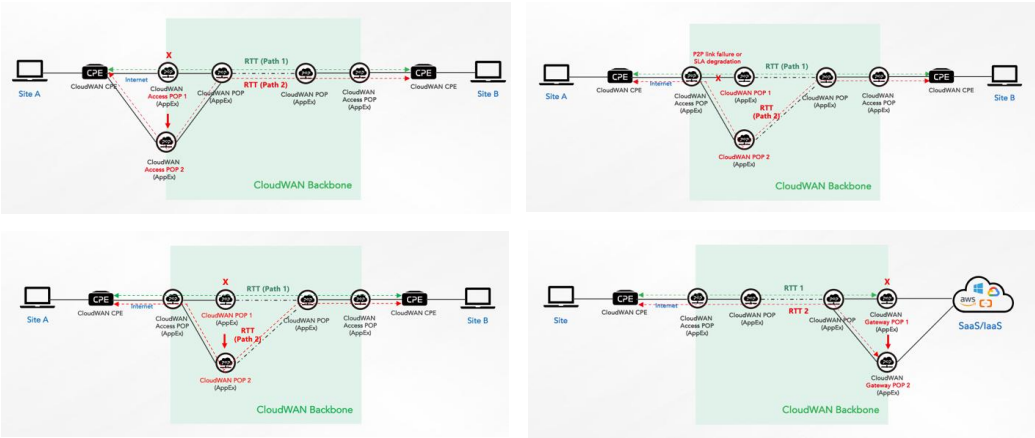 X
RTT (Path 1)
RTT (Path 2)
CPE
CPE
Internet
Site A
CloudWAN CPE
CloudWAN
Access POP 1
(AppEx)
CloudWAN POP
(AppEx)
CloudWAN POP
(AppEx)
CloudWAN
Access POP
(AppEx)
CloudWAN CPE
Site B
CloudWAN
Access POP 2
(AppEx)
CloudWAN Backbone
P2P link failure or
SLA degradation
X
RTT (Path 1)
CPE
CPE
Internet
Site A
CloudWAN CPE
CloudWAN
Access POP
(AppEx)
CloudWAN POP 1
(AppEx)
RTT
(Path 2)
CloudWAN POP
(AppEx)
CloudWAN
Access POP
(AppEx)
CloudWAN CPE
Site B
CloudWAN POP 2
(AppEx)
CloudWAN Backbone
X
RTT (Path 1)
CPE
CPE
Internet
Site A
CloudWAN CPE
CloudWAN
Access POP
(AppEx)
CloudWAN POP 1
(AppEx)
RTT
(Path 2)
CloudWAN POP
(AppEx)
CloudWAN
Access POP
(AppEx)
CloudWAN CPE
Site B
CloudWAN POP 2
(AppEx)
CloudWAN Backbone
X
RTT 1
RTT 2
CPE
Internet
Site
CloudWAN CPE
CloudWAN
Access POP
(AppEx)
CloudWAN POP
(AppEx)
CloudWAN POP
(AppEx)
CloudWAN
Gateway POP 1
(AppEx)
aws
SaaS/IaaS
CloudWAN
Gateway POP 2
(AppEx)
CloudWAN Backbone